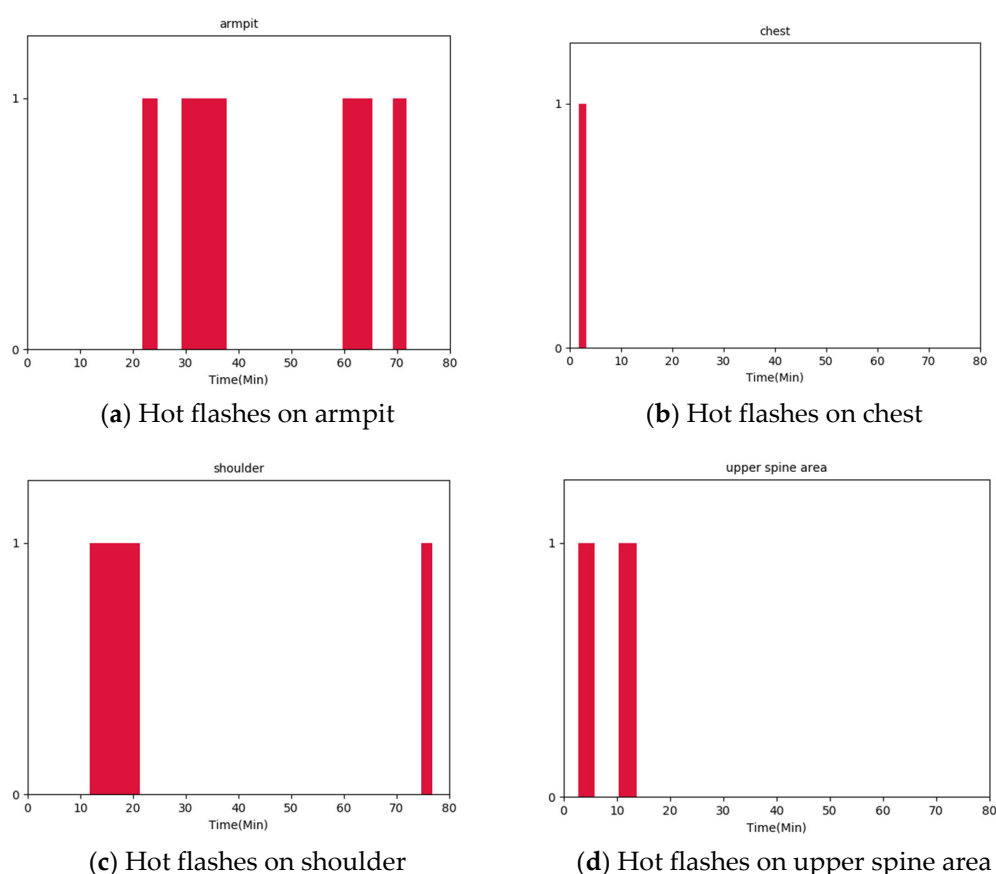 armpit
1
0
0 10 20 30 40 50 60 70 80
Time(Min)
(a) Hot flashes on armpit
chest
1
0
0 10 20 30 40 50 60 70 80
Time(Min)
(b) Hot flashes on chest
shoulder
1
0
0 10 20 30 40 50 60 70 80
Time(Min)
(c) Hot flashes on shoulder
upper spine area
1
0
0 10 20 30 40 50 60 70 80
Time(Min)
(d) Hot flashes on upper spine area